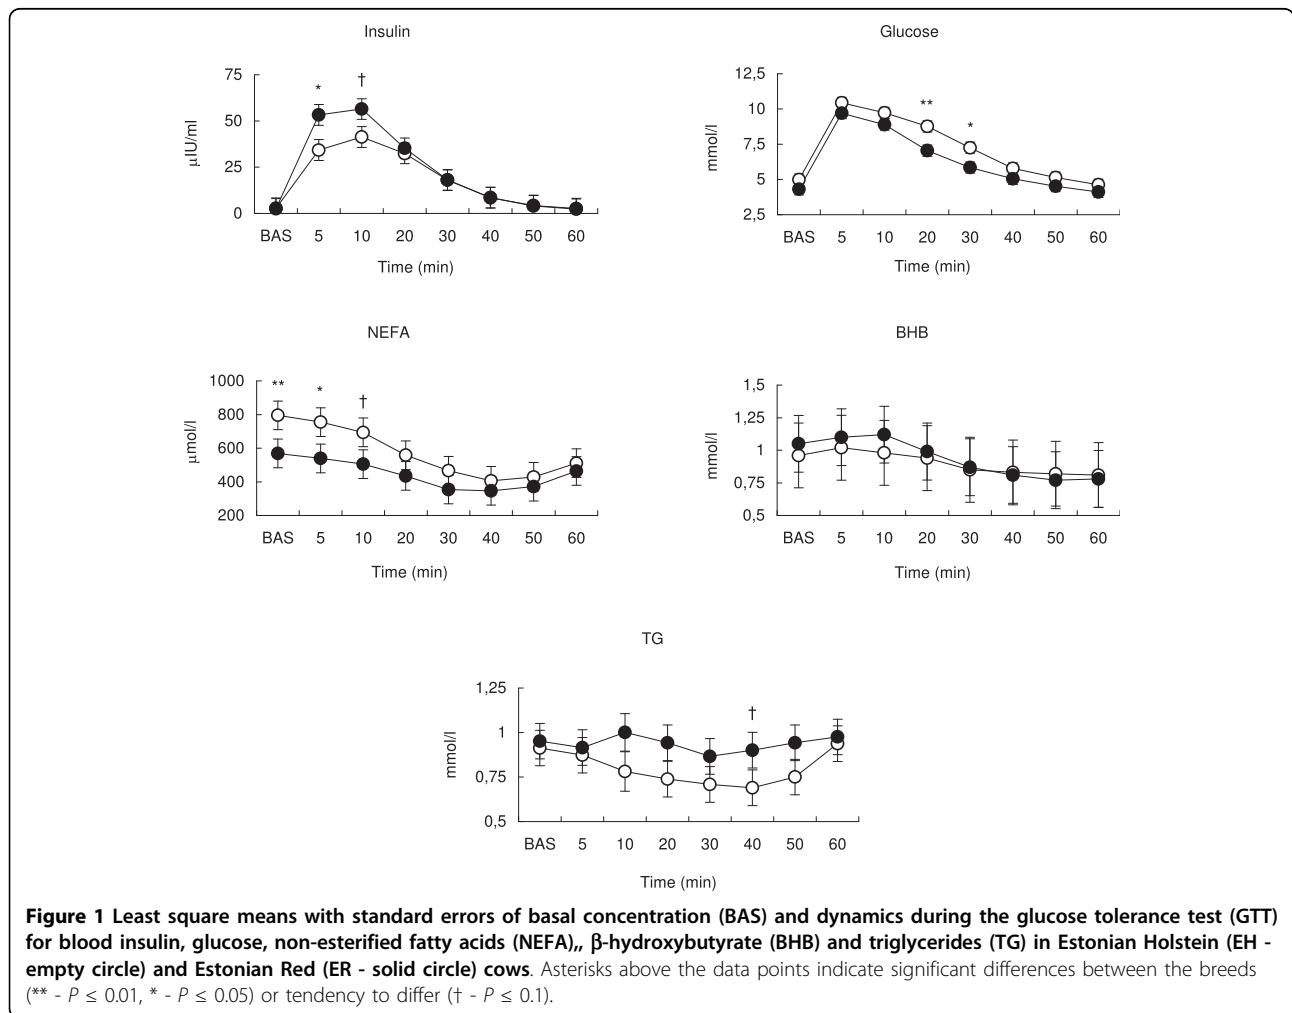 Insulin
Glucose
75
50
25
0
μIU/ml
*
†
BAS 5 10 20 30 40 50 60
Time (min)
12,5
10
7,5
5
2,5
mmol/l
**
*
BAS 5 10 20 30 40 50 60
Time (min)
NEFA
BHB
1000
800
600
400
200
μmol/l
**
*
†
BAS 5 10 20 30 40 50 60
Time (min)
1,5
1,25
1
0,75
0,5
mmol/l
BAS 5 10 20 30 40 50 60
Time (min)
TG
1,25
1
0,75
0,5
mmol/l
†
BAS 5 10 20 30 40 50 60
Time (min)
Figure 1 Least square means with standard errors of basal concentration (BAS) and dynamics during the glucose tolerance test (GTT)
for blood insulin, glucose, non-esterified fatty acids (NEFA),, β-hydroxybutyrate (BHB) and triglycerides (TG) in Estonian Holstein (EH -
empty circle) and Estonian Red (ER - solid circle) cows. Asterisks above the data points indicate significant differences between the breeds
(** - P ≤ 0.01, * - P ≤ 0.05) or tendency to differ († - P ≤ 0.1).